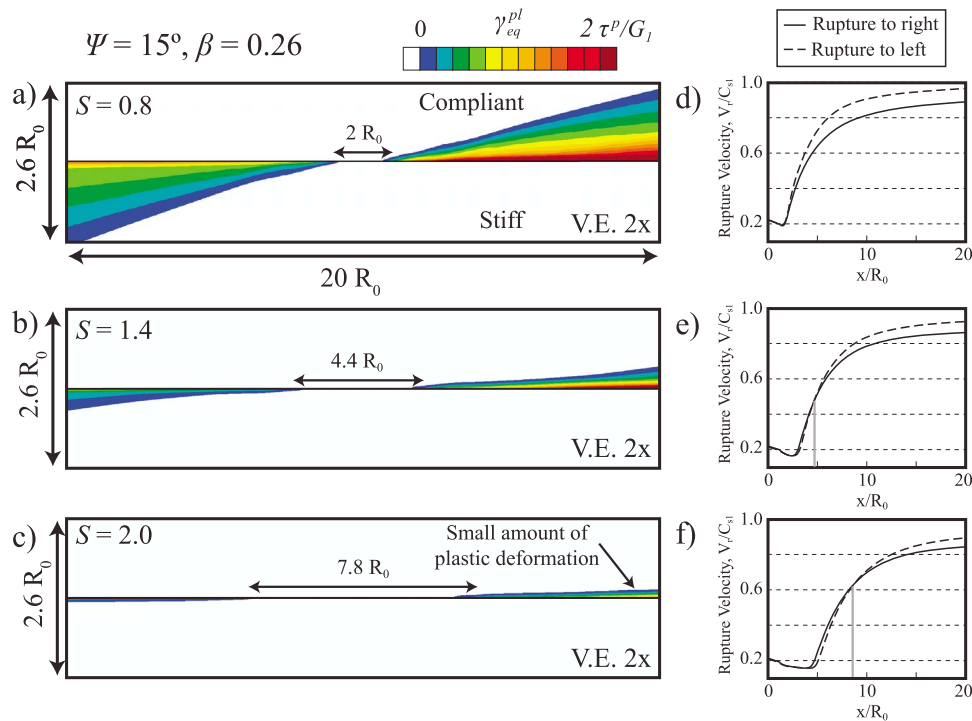 Ψ = 15º, β = 0.26
0 γ_eq^pl 2 τ^p/G_1
Rupture to right
Rupture to left
a)
S = 0.8
Compliant
2 R_0
Stiff
V.E. 2x
2.6 R_0
20 R_0
d)
Rupture Velocity, V_r/C_s1
1.0
0.6
0.2
0 10 20
x/R_0
b)
S = 1.4
4.4 R_0
V.E. 2x
2.6 R_0
e)
Rupture Velocity, V_r/C_s1
1.0
0.6
0.2
0 10 20
x/R_0
c)
S = 2.0
Small amount of
plastic deformation
7.8 R_0
V.E. 2x
2.6 R_0
f)
Rupture Velocity, V_r/C_s1
1.0
0.6
0.2
0 10 20
x/R_0